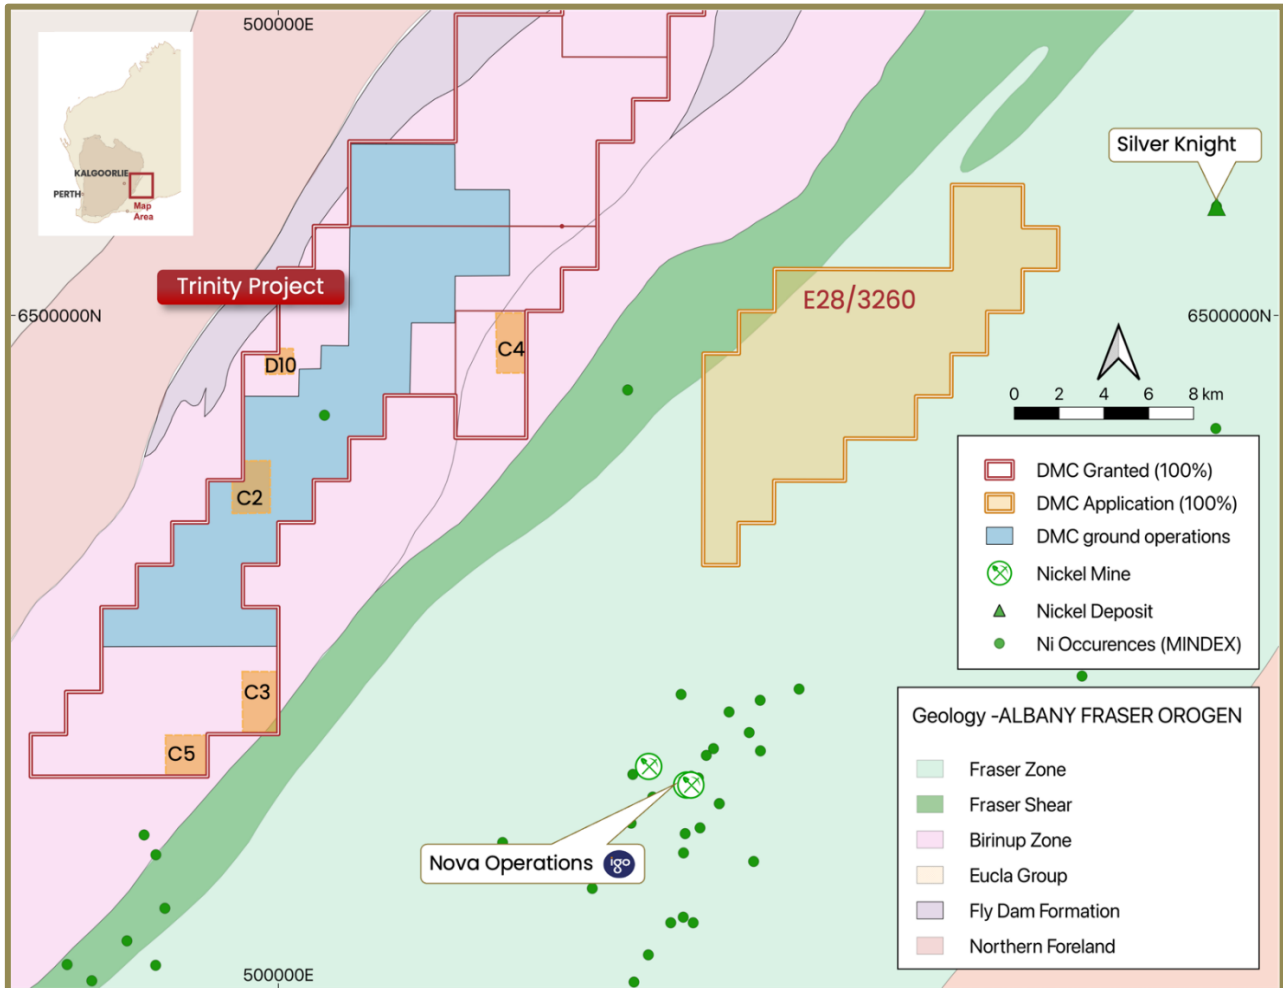 500000E
KALGOORLIE
PERTH
Map
Area
Silver Knight
Trinity Project
E28/3260
6500000N
6500000N
C4
D10
0 2 4 6 8 km
C2
DMC Granted (100%)
DMC Application (100%)
DMC ground operations
Nickel Mine
Nickel Deposit
Ni Occurences (MINDEX)
C3
C5
Geology -ALBANY FRASER OROGEN
Fraser Zone
Fraser Shear
Birinup Zone
Eucla Group
Fly Dam Formation
Northern Foreland
Nova Operations igo
500000E